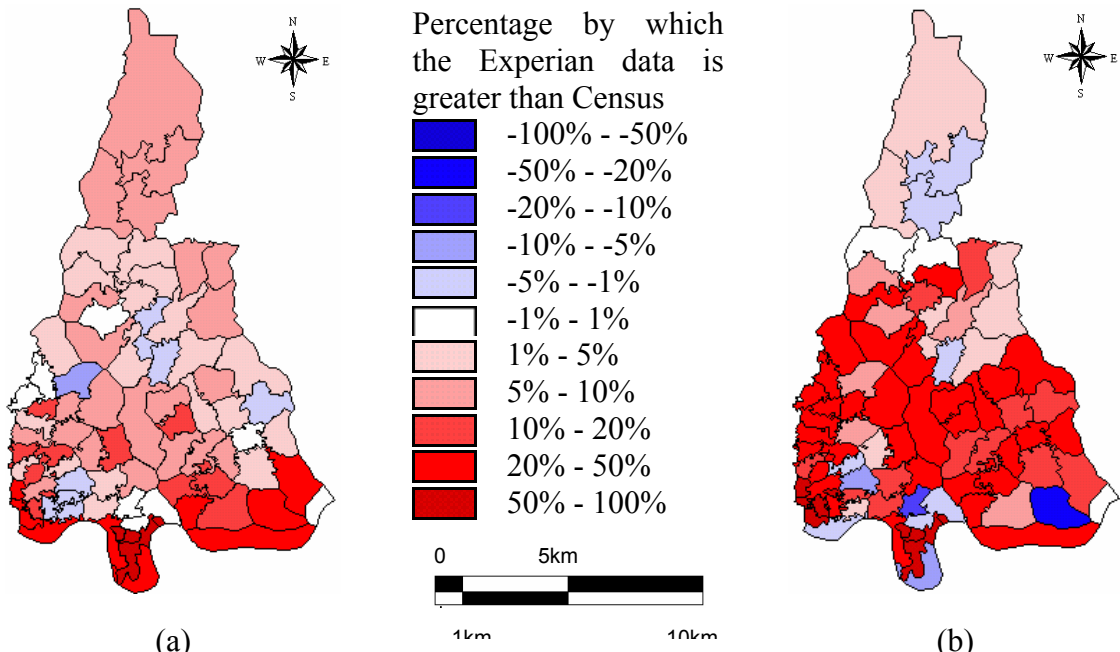 N
W E
S
Percentage by which
the Experian data is
greater than Census
-100% - -50%
-50% - -20%
-20% - -10%
-10% - -5%
-5% - -1%
-1% - 1%
1% - 5%
5% - 10%
10% - 20%
20% - 50%
50% - 100%
0 5km
1km 10km
(a)
N
W E
S
(b)